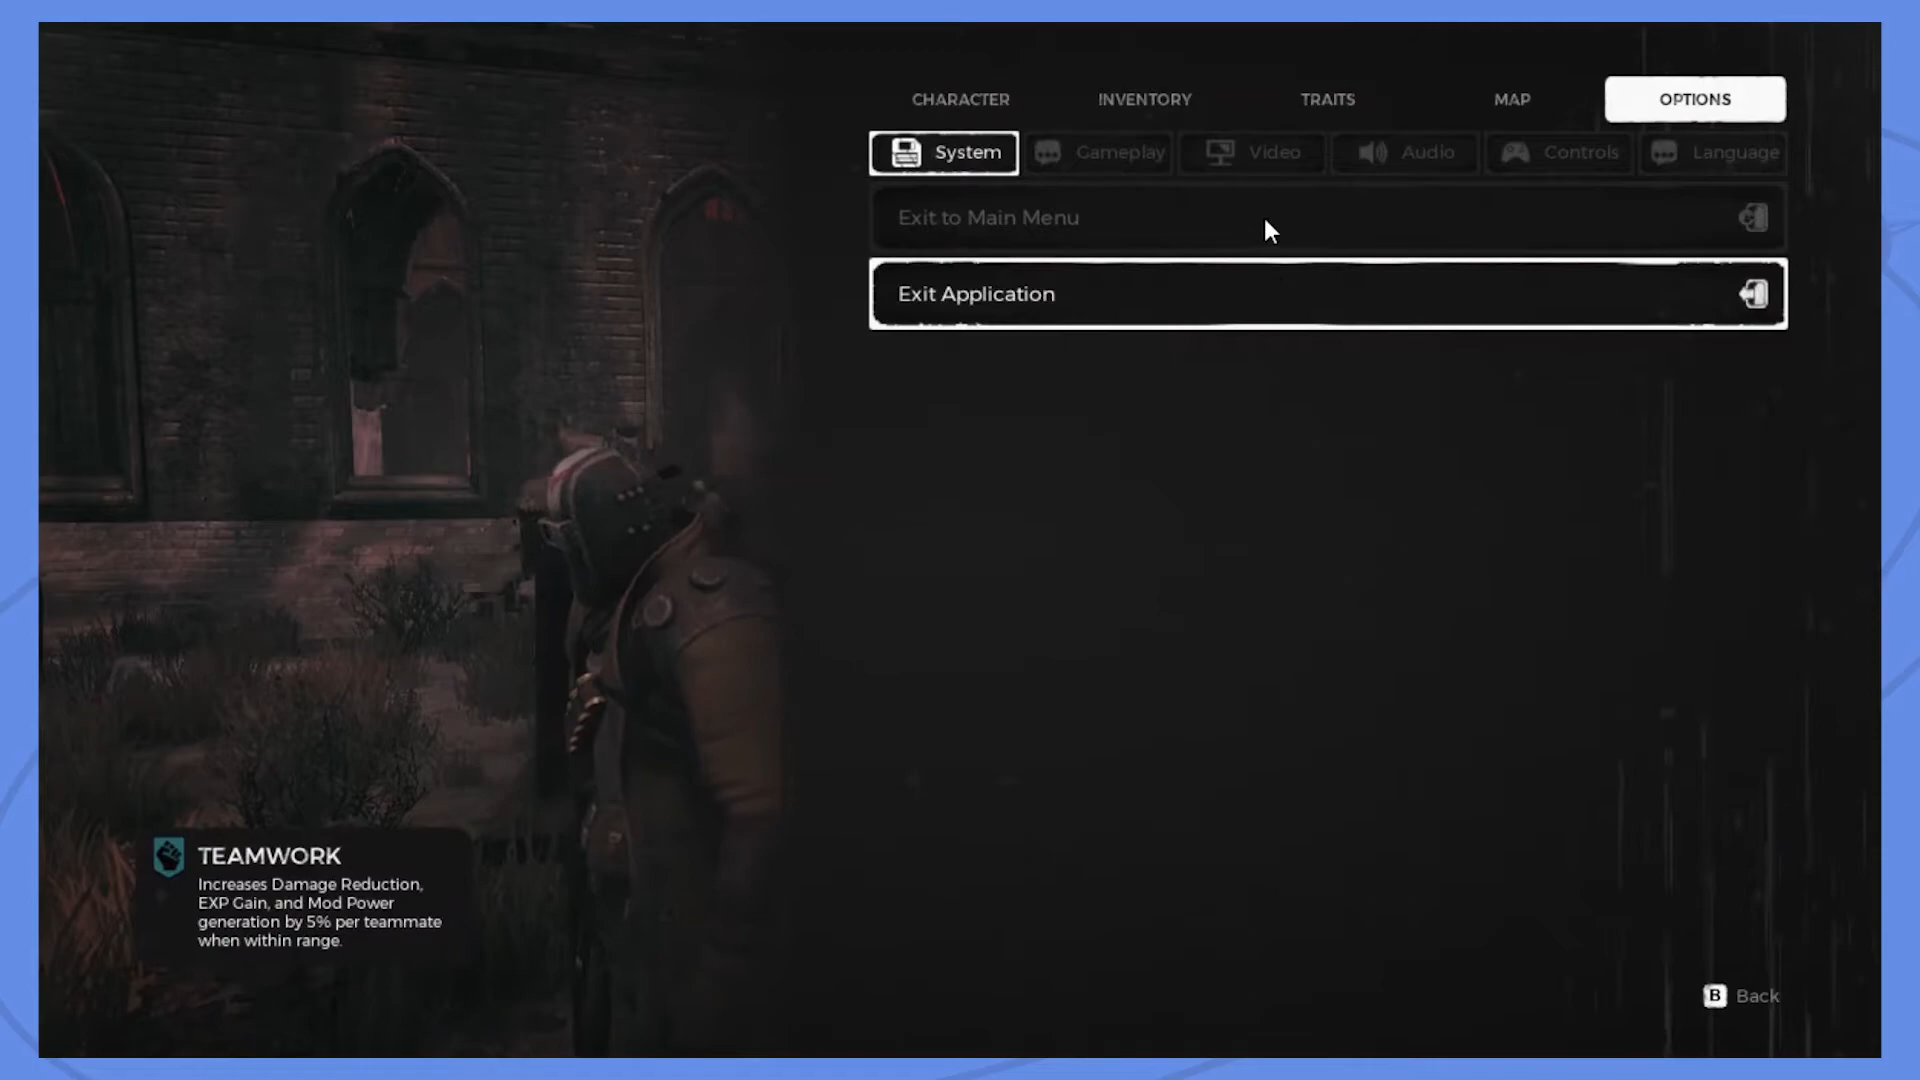 CHARACTER INVENTORY TRAITS MAP OPTIONS
System Gameplay Video Audio Controls Language
Exit to Main Menu
Exit Application
TEAMWORK
Increases Damage Reduction,
EXP Gain, and Mod Power
generation by 5% per teammate
when within range.
B Back